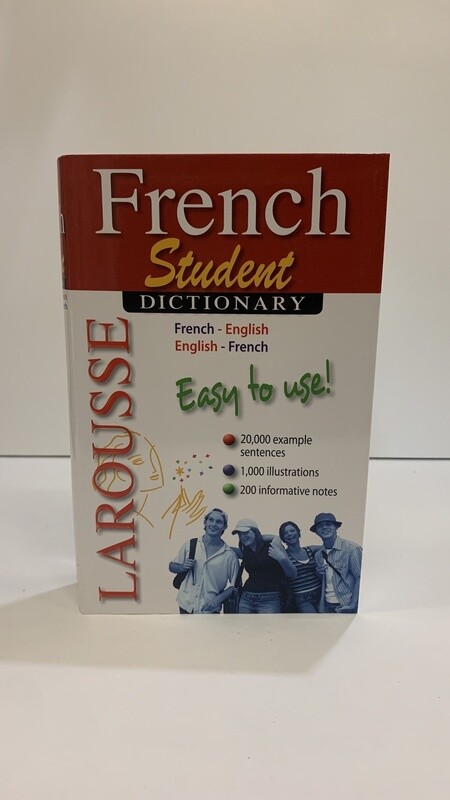 French
Student
DICTIONARY
French - English
English - French
Easy to use!
LAROUSSE
20,000 example
sentences
1,000 illustrations
200 informative notes